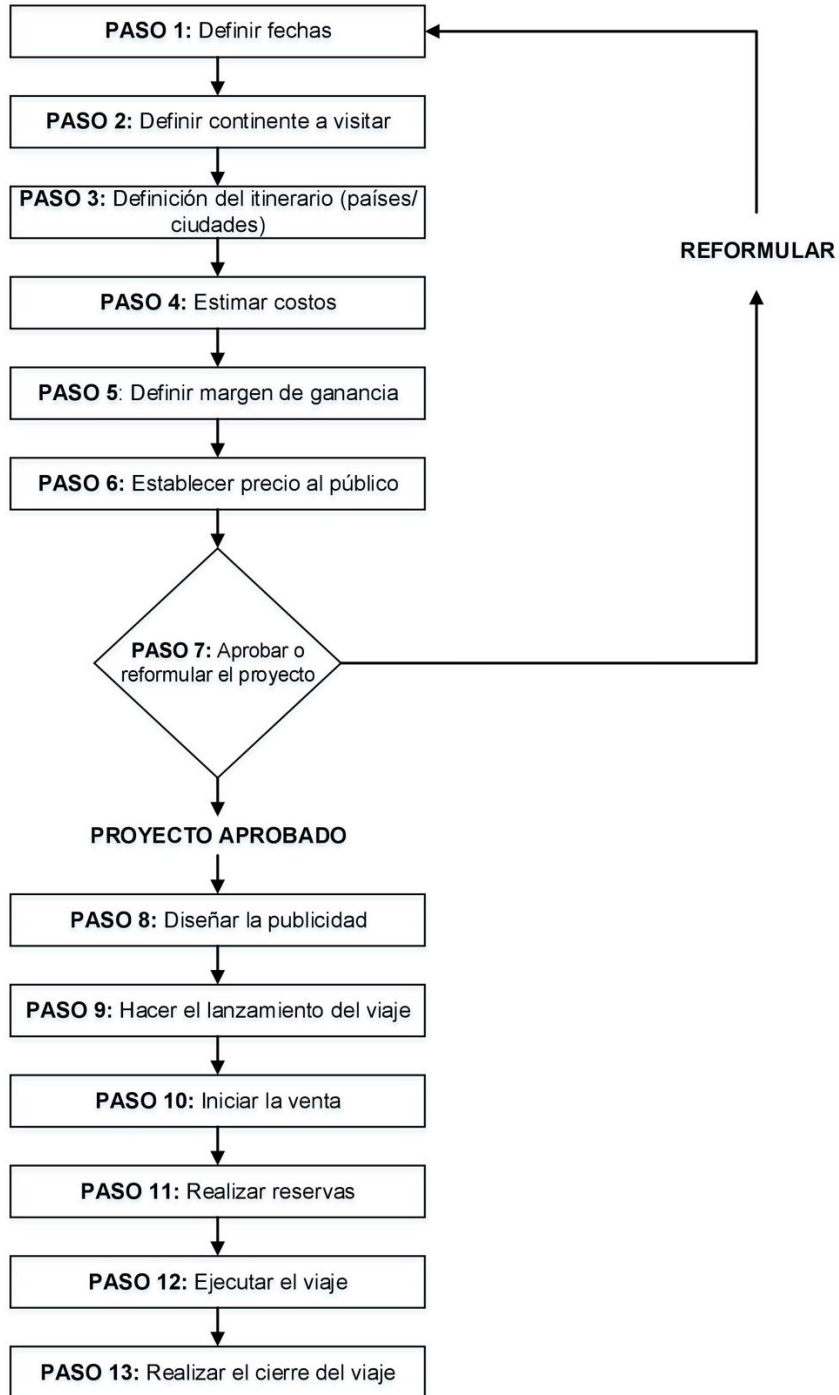 PASO 1: Definir fechas
PASO 2: Definir continente a visitar
PASO 3: Definición del itinerario (países/
ciudades)
REFORMULAR
PASO 4: Estimar costos
PASO 5: Definir margen de ganancia
PASO 6: Establecer precio al público
PASO 7: Aprobar o
reformular el proyecto
PROYECTO APROBADO
PASO 8: Diseñar la publicidad
PASO 9: Hacer el lanzamiento del viaje
PASO 10: Iniciar la venta
PASO 11: Realizar reservas
PASO 12: Ejecutar el viaje
PASO 13: Realizar el cierre del viaje